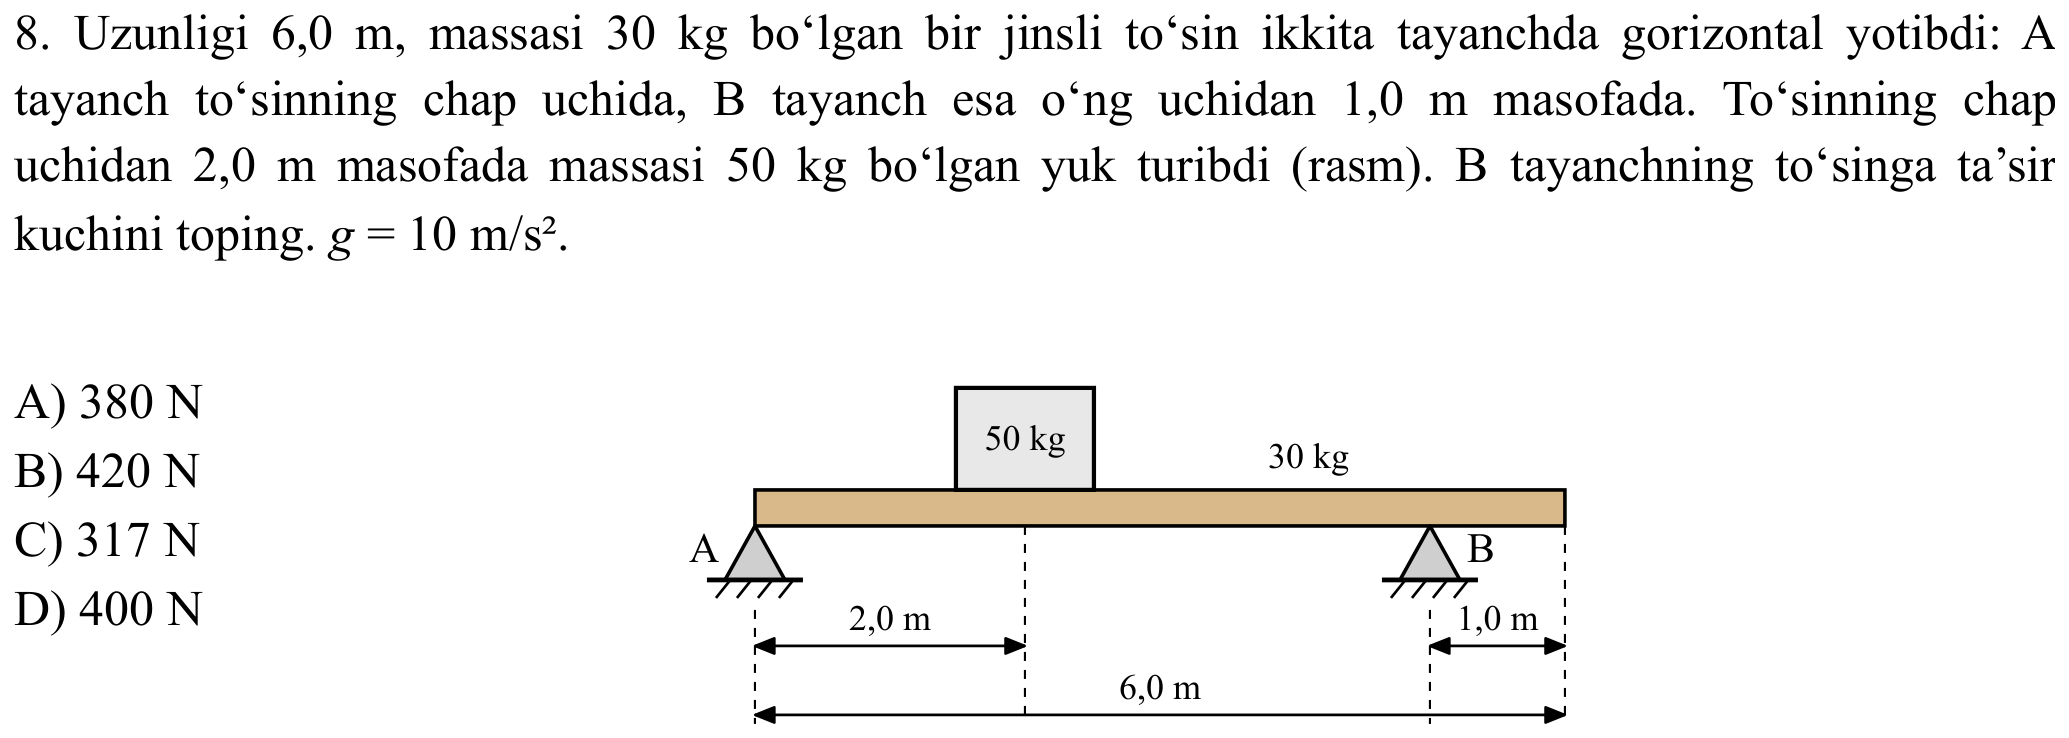 8. Uzunligi 6,0 m, massasi 30 kg bo‘lgan bir jinsli to‘sin ikkita tayanchda gorizontal yotibdi: A
tayanch to‘sinning chap uchida, B tayanch esa o‘ng uchidan 1,0 m masofada. To‘sinning chap
uchidan 2,0 m masofada massasi 50 kg bo‘lgan yuk turibdi (rasm). B tayanchning to‘singa ta’sir
kuchini toping. g = 10 m/s².
A) 380 N
B) 420 N
C) 317 N
D) 400 N
50 kg
30 kg
A
B
2,0 m
1,0 m
6,0 m